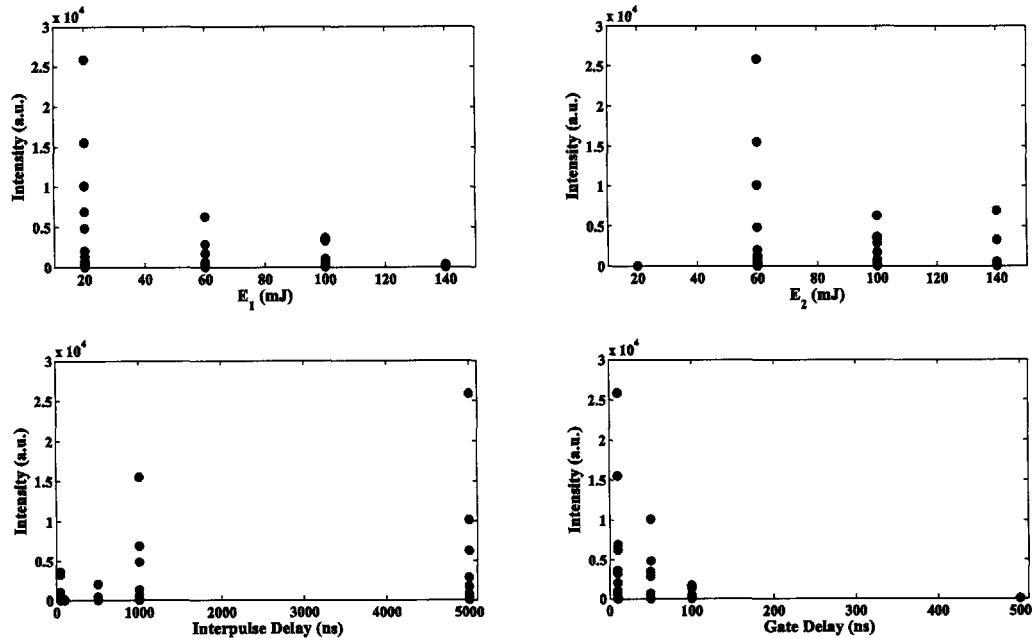 x 10⁴
3
2.5
2
1.5
1
0.5
0
Intensity (a.u.)
20 40 60 80 100 120 140
E₁ (mJ)
x 10⁴
3
2.5
2
1.5
1
0.5
0
Intensity (a.u.)
20 40 60 80 100 120 140
E₂ (mJ)
x 10⁴
3
2.5
2
1.5
1
0.5
0
Intensity (a.u.)
0 1000 2000 3000 4000 5000
Interpulse Delay (ns)
x 10⁴
3
2.5
2
1.5
1
0.5
0
Intensity (a.u.)
0 100 200 300 400 500
Gate Delay (ns)